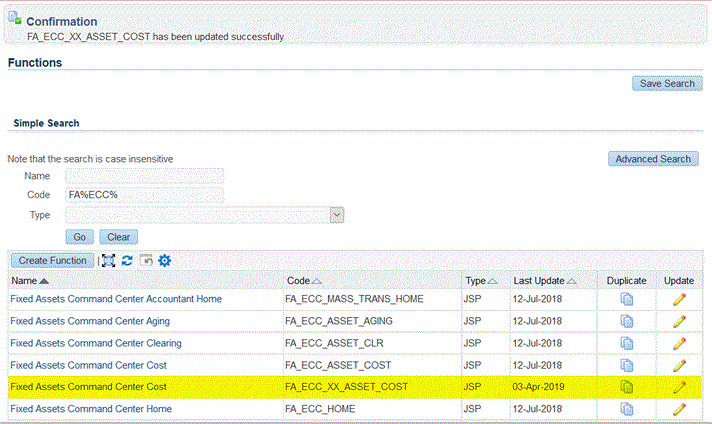 Confirmation
FA_ECC_XX_ASSET_COST has been updated successfully
Functions
Save Search
Simple Search
Note that the search is case insensitive
Advanced Search
Name
Code FA%ECC%
Type
Go Clear
Create Function
Name Code Type Last Update Duplicate Update
Fixed Assets Command Center Accountant Home FA_ECC_MASS_TRANS_HOME JSP 12-Jul-2018
Fixed Assets Command Center Aging FA_ECC_ASSET_AGING JSP 12-Jul-2018
Fixed Assets Command Center Clearing FA_ECC_ASSET_CLR JSP 12-Jul-2018
Fixed Assets Command Center Cost FA_ECC_ASSET_COST JSP 12-Jul-2018
Fixed Assets Command Center Cost FA_ECC_XX_ASSET_COST JSP 03-Apr-2019
Fixed Assets Command Center Home FA_ECC_HOME JSP 12-Jul-2018